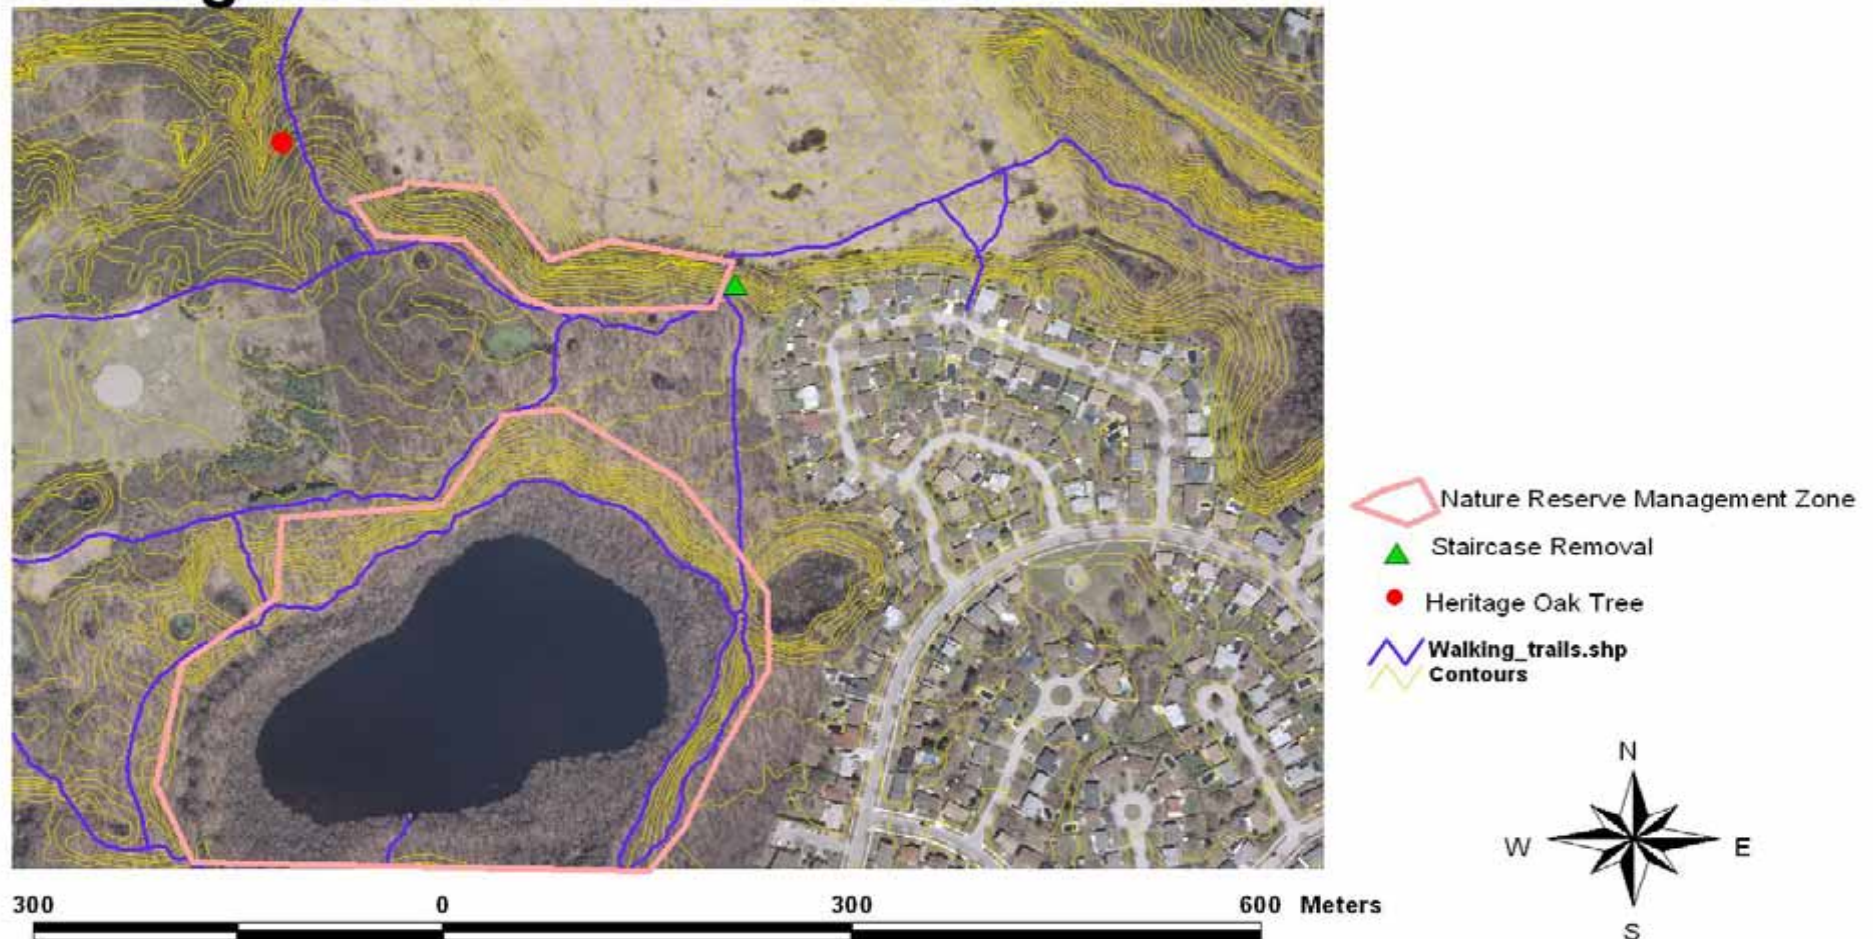 Nature Reserve Management Zone
Staircase Removal
Heritage Oak Tree
Walking_trails.shp
Contours
N
W E
S
300 0 300 600 Meters